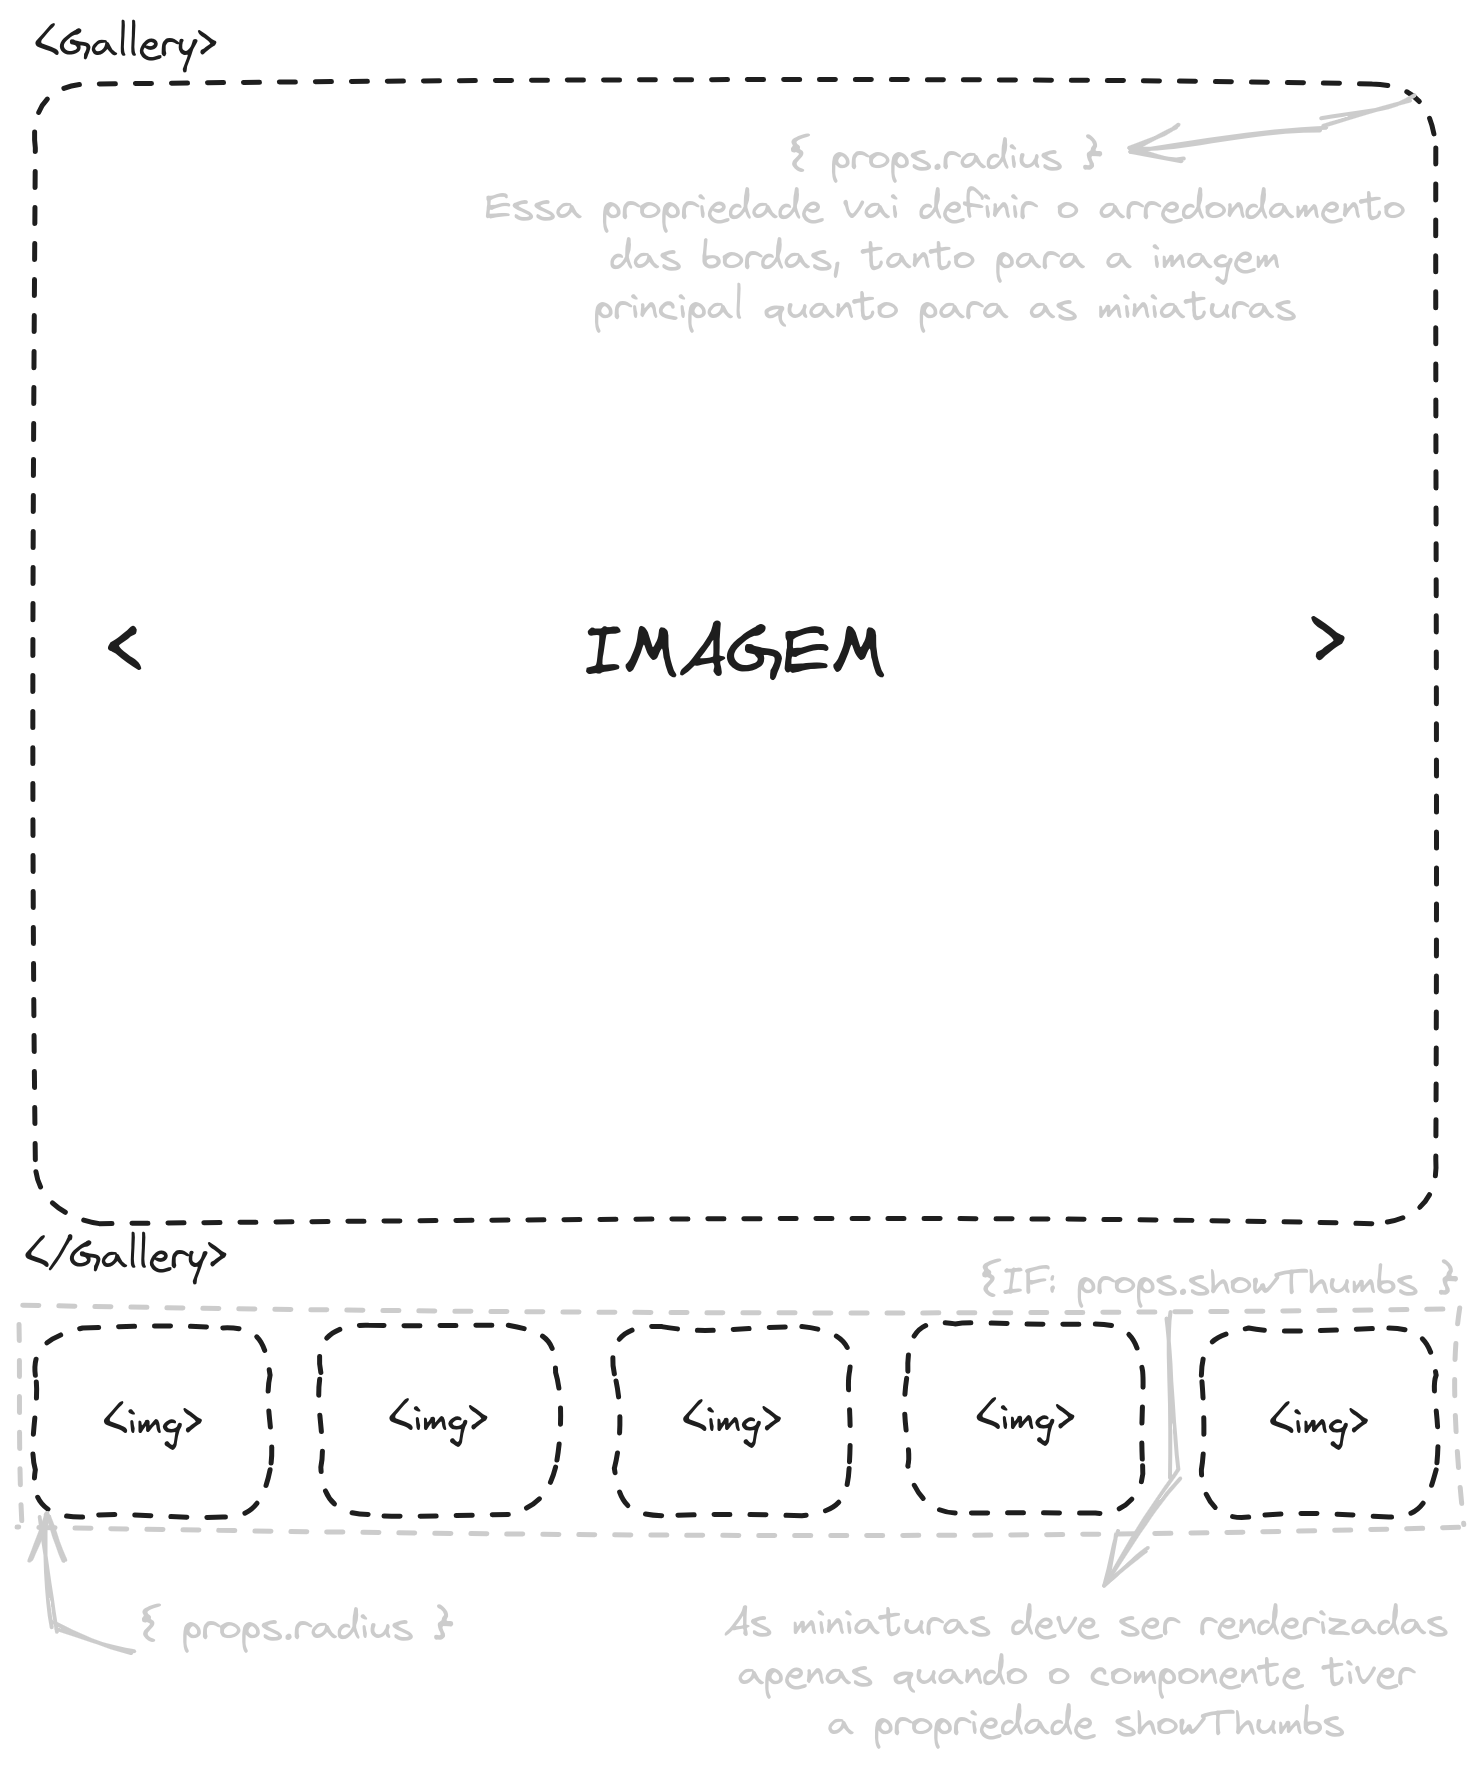 <Gallery>
{ props.radius }
Essa propriedade vai definir o arredondamento
das bordas, tanto para a imagem
principal quanto para as miniaturas
< IMAGEM >
</Gallery>
{IF: props.showThumbs }
<img> <img> <img> <img> <img>
{ props.radius }
As miniaturas deve ser renderizadas
apenas quando o componente tiver
a propriedade showThumbs